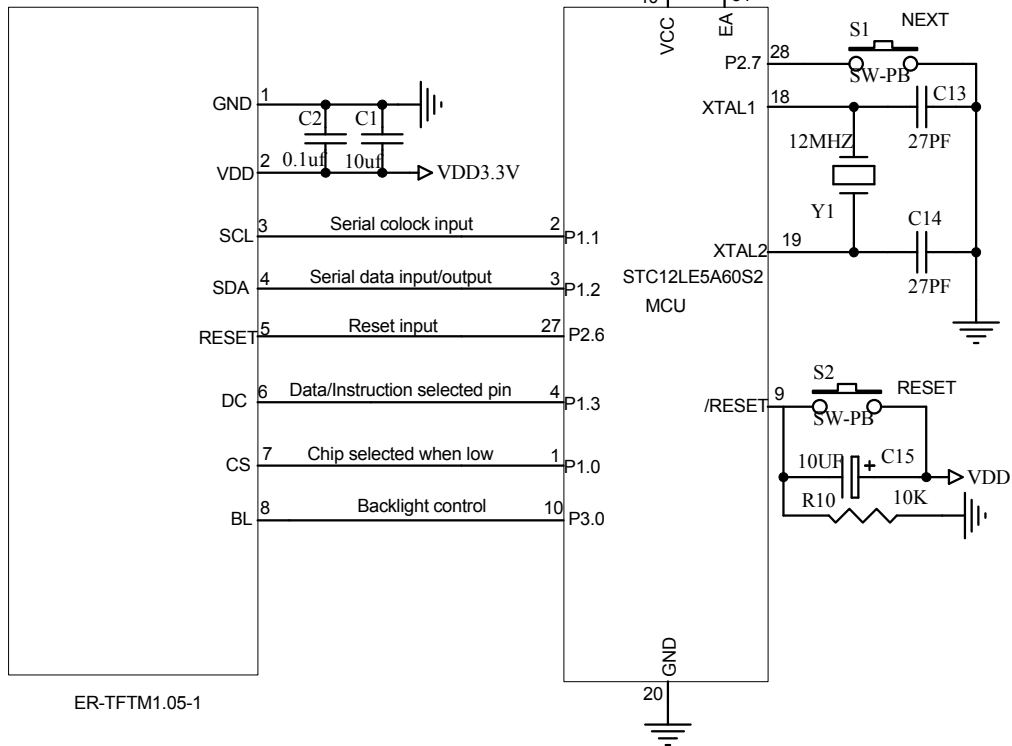 VCC
EA
S1
NEXT
P2.7
28
SW-PB
GND
1
C2
C1
0.1uf
10uf
VDD
2
VDD3.3V
XTAL1
18
C13
27PF
12MHZ
Y1
C14
27PF
XTAL2
19
SCL
3
Serial colock input
2
P1.1
SDA
4
Serial data input/output
3
P1.2
STC12LE5A60S2
MCU
RESET
5
Reset input
27
P2.6
DC
6
Data/Instruction selected pin
4
P1.3
/RESET
9
S2
RESET
SW-PB
CS
7
Chip selected when low
1
P1.0
10UF
+
C15
VDD
R10
10K
BL
8
Backlight control
10
P3.0
GND
20
ER-TFTM1.05-1